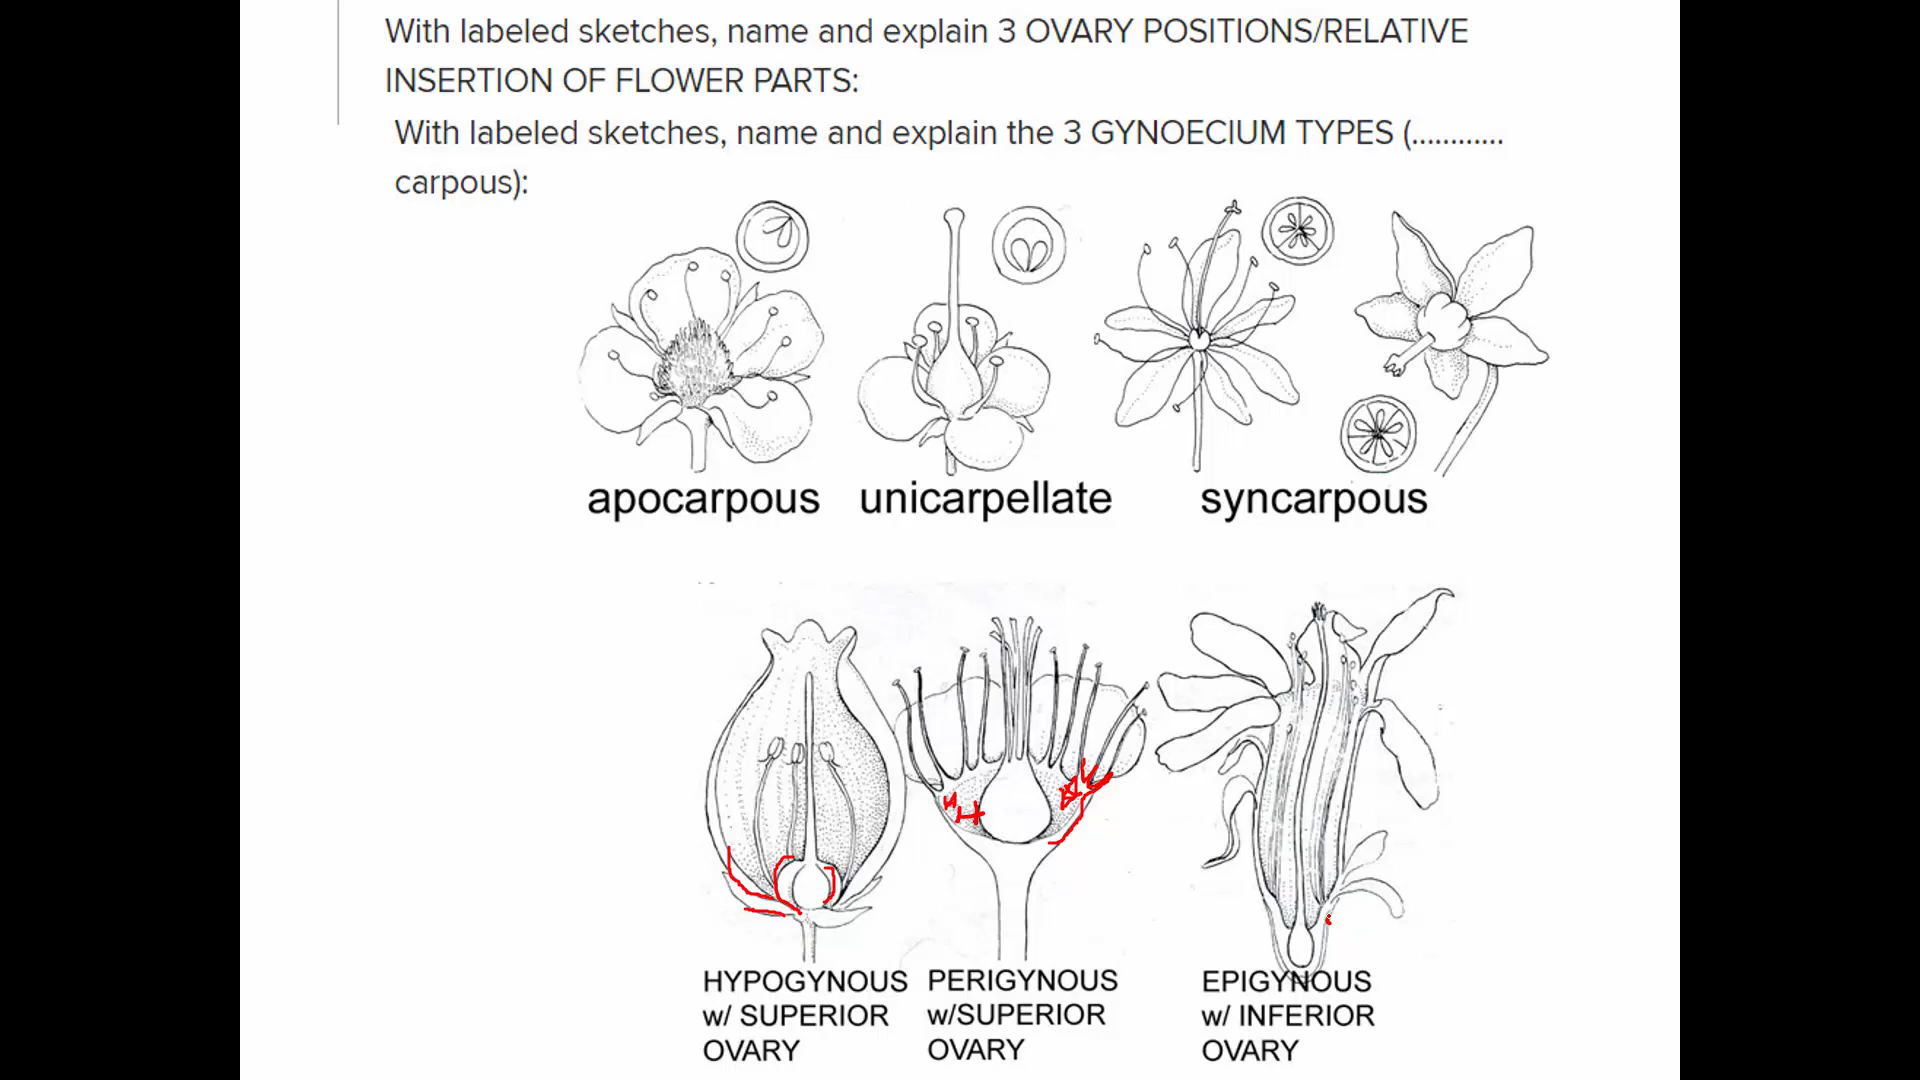 With labeled sketches, name and explain 3 OVARY POSITIONS/RELATIVE
INSERTION OF FLOWER PARTS:
With labeled sketches, name and explain the 3 GYNOECIUM TYPES (............
carpous):
apocarpous unicarpellate syncarpous
HYPOGYNOUS
w/ SUPERIOR
OVARY
PERIGYNOUS
w/SUPERIOR
OVARY
EPIGYNOUS
w/ INFERIOR
OVARY